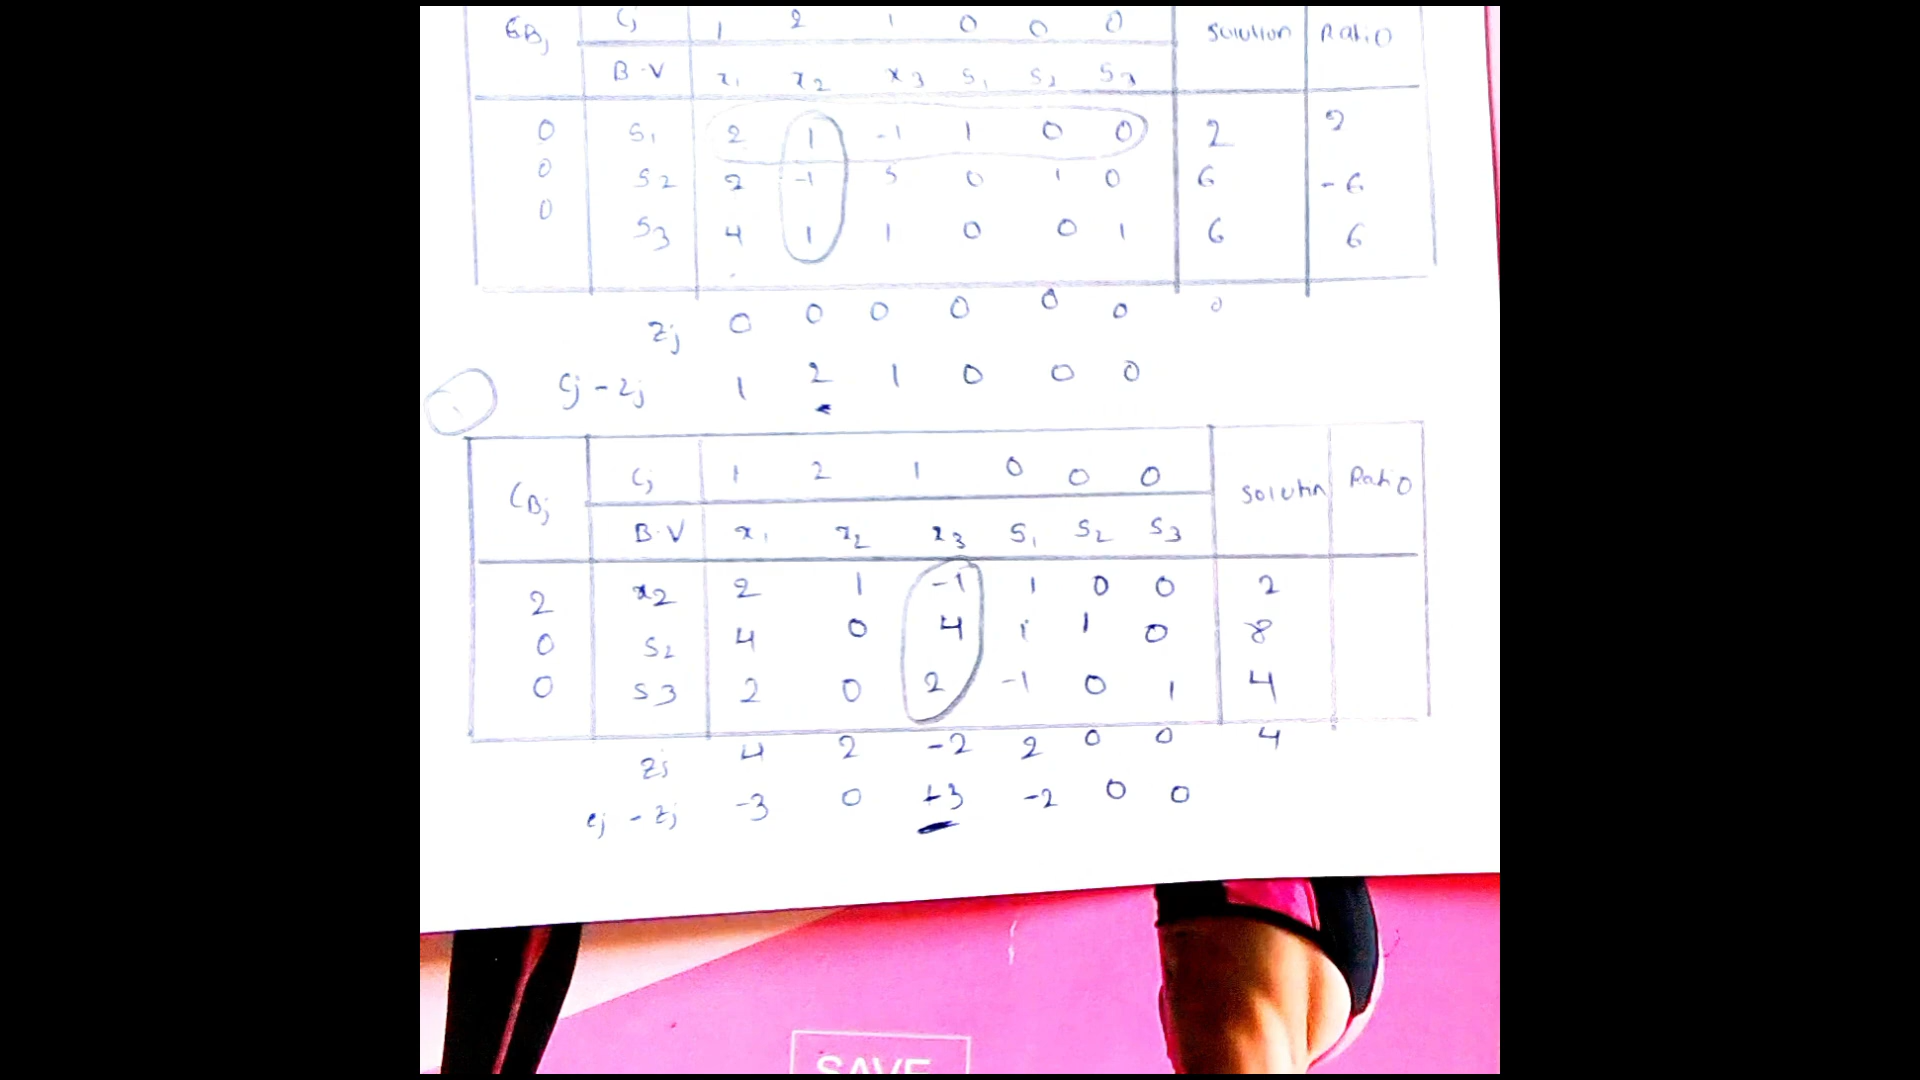 CBj Cj 1 2 1 0 0 0 Solution Ratio
B.V x1 x2 x3 S1 S2 S3
0 S1 2 1 -1 1 0 0 2 2
0 S2 2 -1 5 0 1 0 6 -6
0 S3 4 1 1 0 0 1 6 6
Zj 0 0 0 0 0 0 0
Cj - Zj 1 2 1 0 0 0
CBj Cj 1 2 1 0 0 0 Solutin Ratio
B.V x1 x2 x3 S1 S2 S3
2 x2 2 1 -1 1 0 0 2
0 S2 4 0 4 1 1 0 8
0 S3 2 0 2 -1 0 1 4
Zj 4 2 -2 2 0 0 4
Cj - Zj -3 0 +3 -2 0 0
SAVE